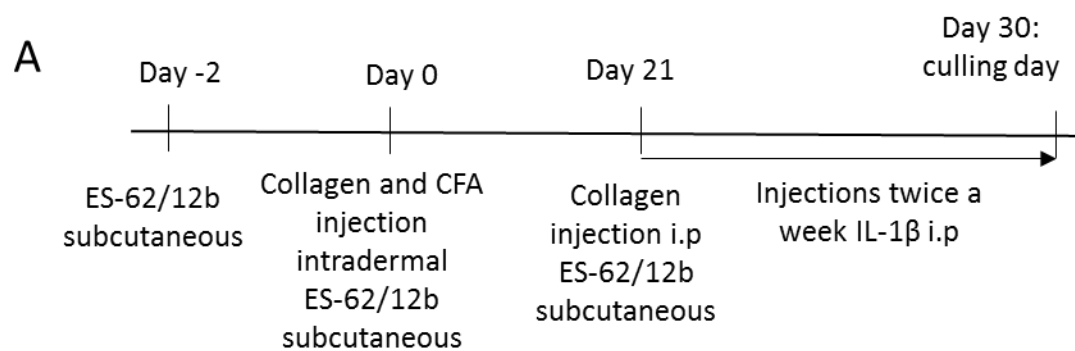 A
Day -2
Day 0
Day 21
Day 30:
culling day
ES-62/12b
subcutaneous
Collagen and CFA
injection
intradermal
ES-62/12b
subcutaneous
Collagen
injection i.p
ES-62/12b
subcutaneous
Injections twice a
week IL-1β i.p